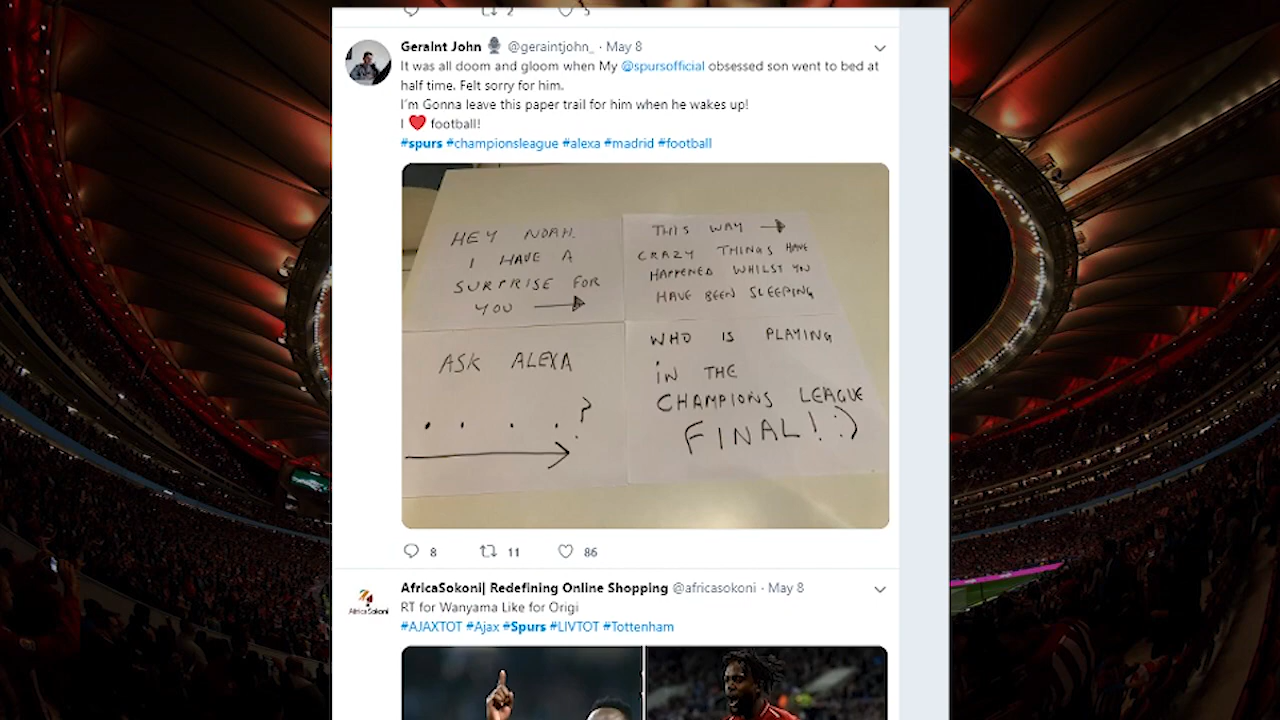 2 5
Geraint John @geraintjohn_ · May 8
It was all doom and gloom when My @spursofficial obsessed son went to bed at
half time. Felt sorry for him.
I'm Gonna leave this paper trail for him when he wakes up!
I ❤ football!
#spurs #championsleague #alexa #madrid #football
HEY NOAH.
I HAVE A
SURPRISE FOR
YOU →
THIS WAY →
CRAZY THINGS HAVE
HAPPENED WHILST YOU
HAVE BEEN SLEEPING
ASK ALEXA
. . . . ?
→
WHO IS PLAYING
IN THE
CHAMPIONS LEAGUE
FINAL! :)
8 11 86
AfricaSokoni| Redefining Online Shopping @africasokoni · May 8
AfricaSokoni
RT for Wanyama Like for Origi
#AJAXTOT #Ajax #Spurs #LIVTOT #Tottenham